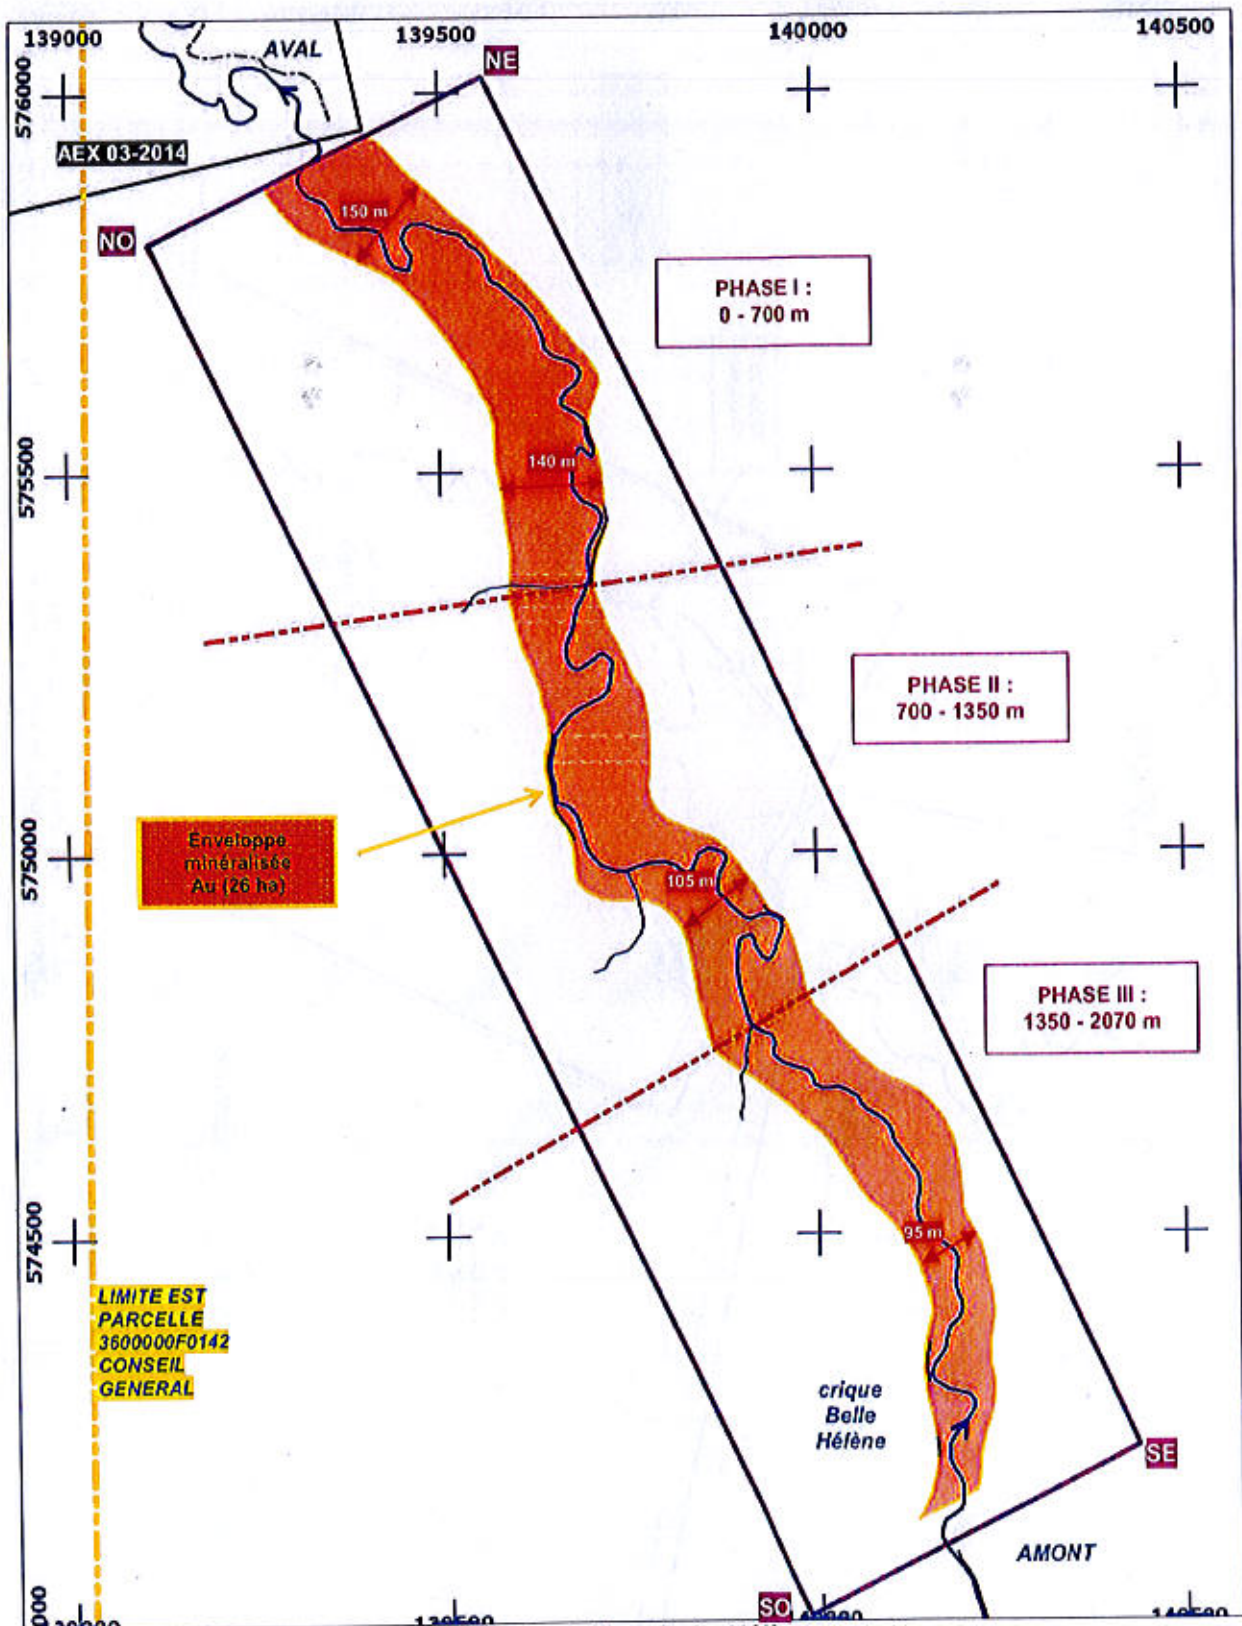 139000
139500
140000
140500
AVAL
NE
576000
AEX 03-2014
150 m
NO
PHASE I :
0 - 700 m
140 m
575500
PHASE II :
700 - 1350 m
Enveloppe
minéralisée
Au (26 ha)
575000
105 m
PHASE III :
1350 - 2070 m
95 m
574500
LIMITE EST
PARCELLE
3600000F0142
CONSEIL
GENERAL
crique
Belle
Hélène
SE
AMONT
SO